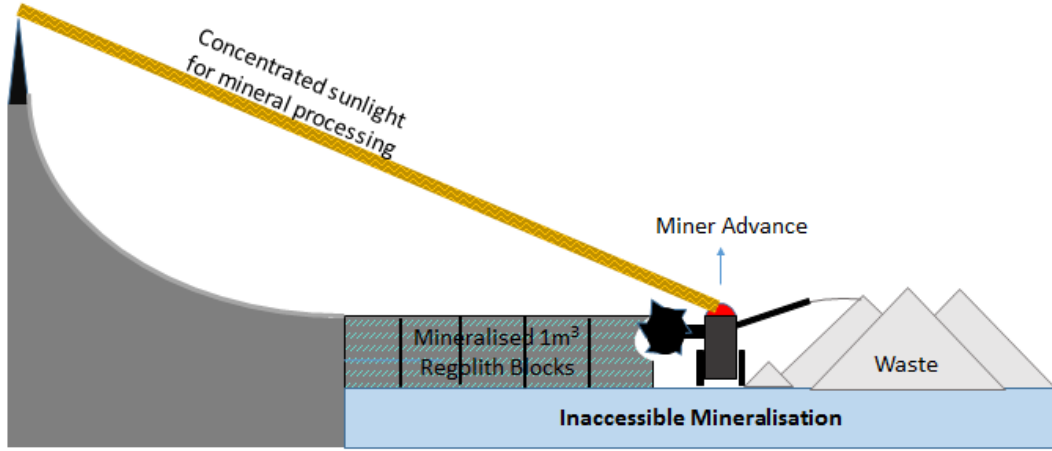 Concentrated sunlight
for mineral processing
Miner Advance
Mineralised 1m³
Regolith Blocks
Waste
Inaccessible Mineralisation